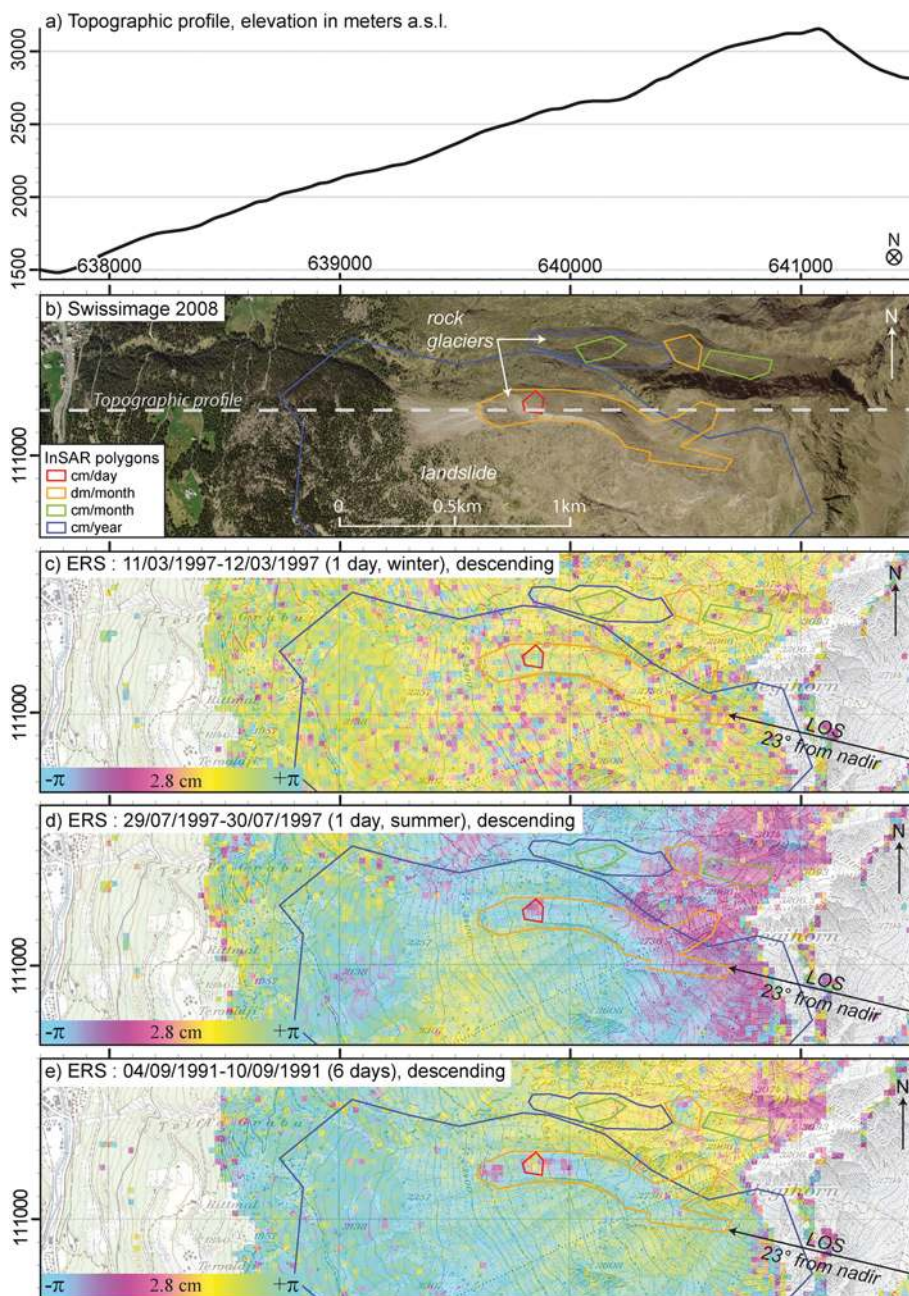 a) Topographic profile, elevation in meters a.s.l.
3000
2500
2000
1500
638000
639000
640000
641000
N
b) Swissimage 2008
rock
glaciers
N
Topographic profile
111000
InSAR polygons
cm/day
dm/month
cm/month
cm/year
landslide
0
0.5km
1km
c) ERS : 11/03/1997-12/03/1997 (1 day, winter), descending
N
111000
LOS
23° from nadir
-π
2.8 cm
+π
d) ERS : 29/07/1997-30/07/1997 (1 day, summer), descending
N
111000
LOS
23° from nadir
-π
2.8 cm
+π
e) ERS : 04/09/1991-10/09/1991 (6 days), descending
N
111000
LOS
23° from nadir
-π
2.8 cm
+π